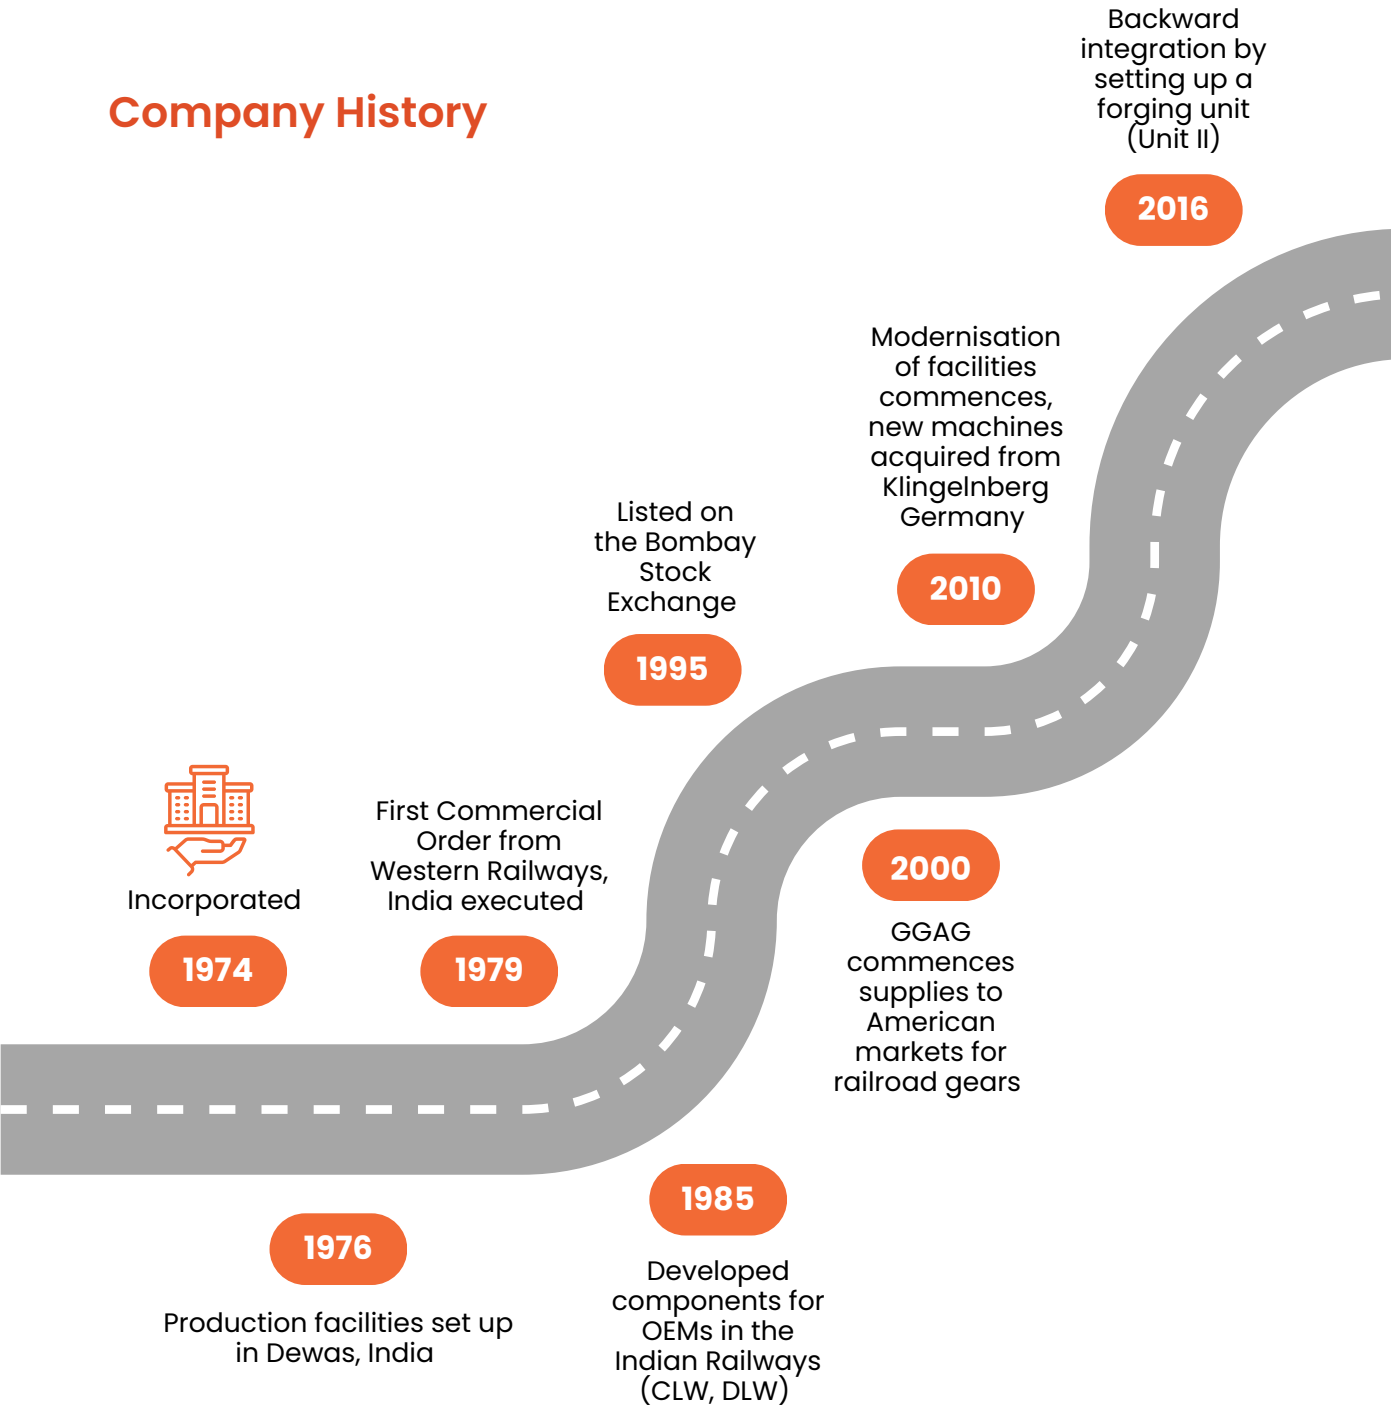 Company History
Incorporated
1974
1976
Production facilities set up
in Dewas, India
First Commercial
Order from
Western Railways,
India executed
1979
1985
Developed
components for
OEMs in the
Indian Railways
(CLW, DLW)
Listed on
the Bombay
Stock
Exchange
1995
2000
GGAG
commences
supplies to
American
markets for
railroad gears
Modernisation
of facilities
commences,
new machines
acquired from
Klingelnberg
Germany
2010
Backward
integration by
setting up a
forging unit
(Unit II)
2016